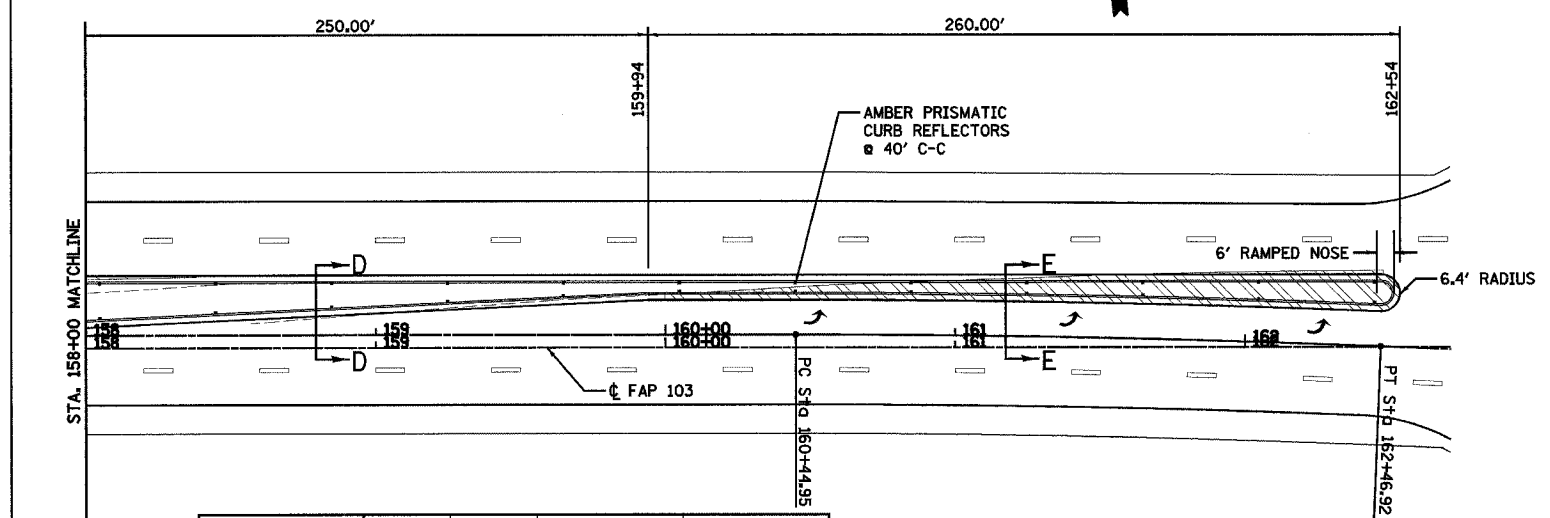 250.00'
260.00'
159+94
162+54
AMBER PRISMATIC
CURB REFLECTORS
@ 40' C-C
STA. 158+00 MATCHLINE
D
E
6' RAMPED NOSE
6.4' RADIUS
158
159
160+00
161
162
158
159
160+00
161
D
E
℄ FAP 103
PC Sta 160+44.95
PT Sta 162+46.92